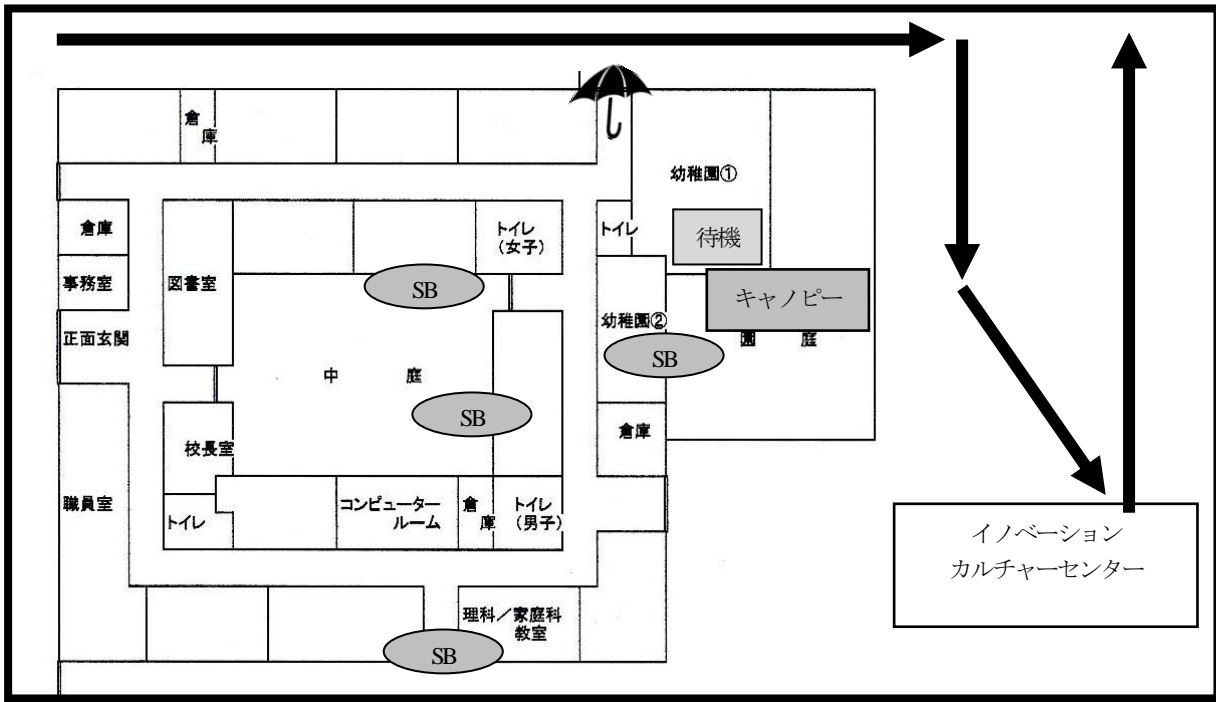 倉
庫
幼稚園①
倉庫
トイレ
(女子)
トイレ
待機
事務室
図書室
SB
キャノピー
幼稚園②
園 庭
正面玄関
SB
中 庭
SB
倉庫
校長室
職員室
トイレ
コンピューター
ルーム
倉
庫
トイレ
(男子)
イノベーション
カルチャーセンター
理科/家庭科
教室
SB